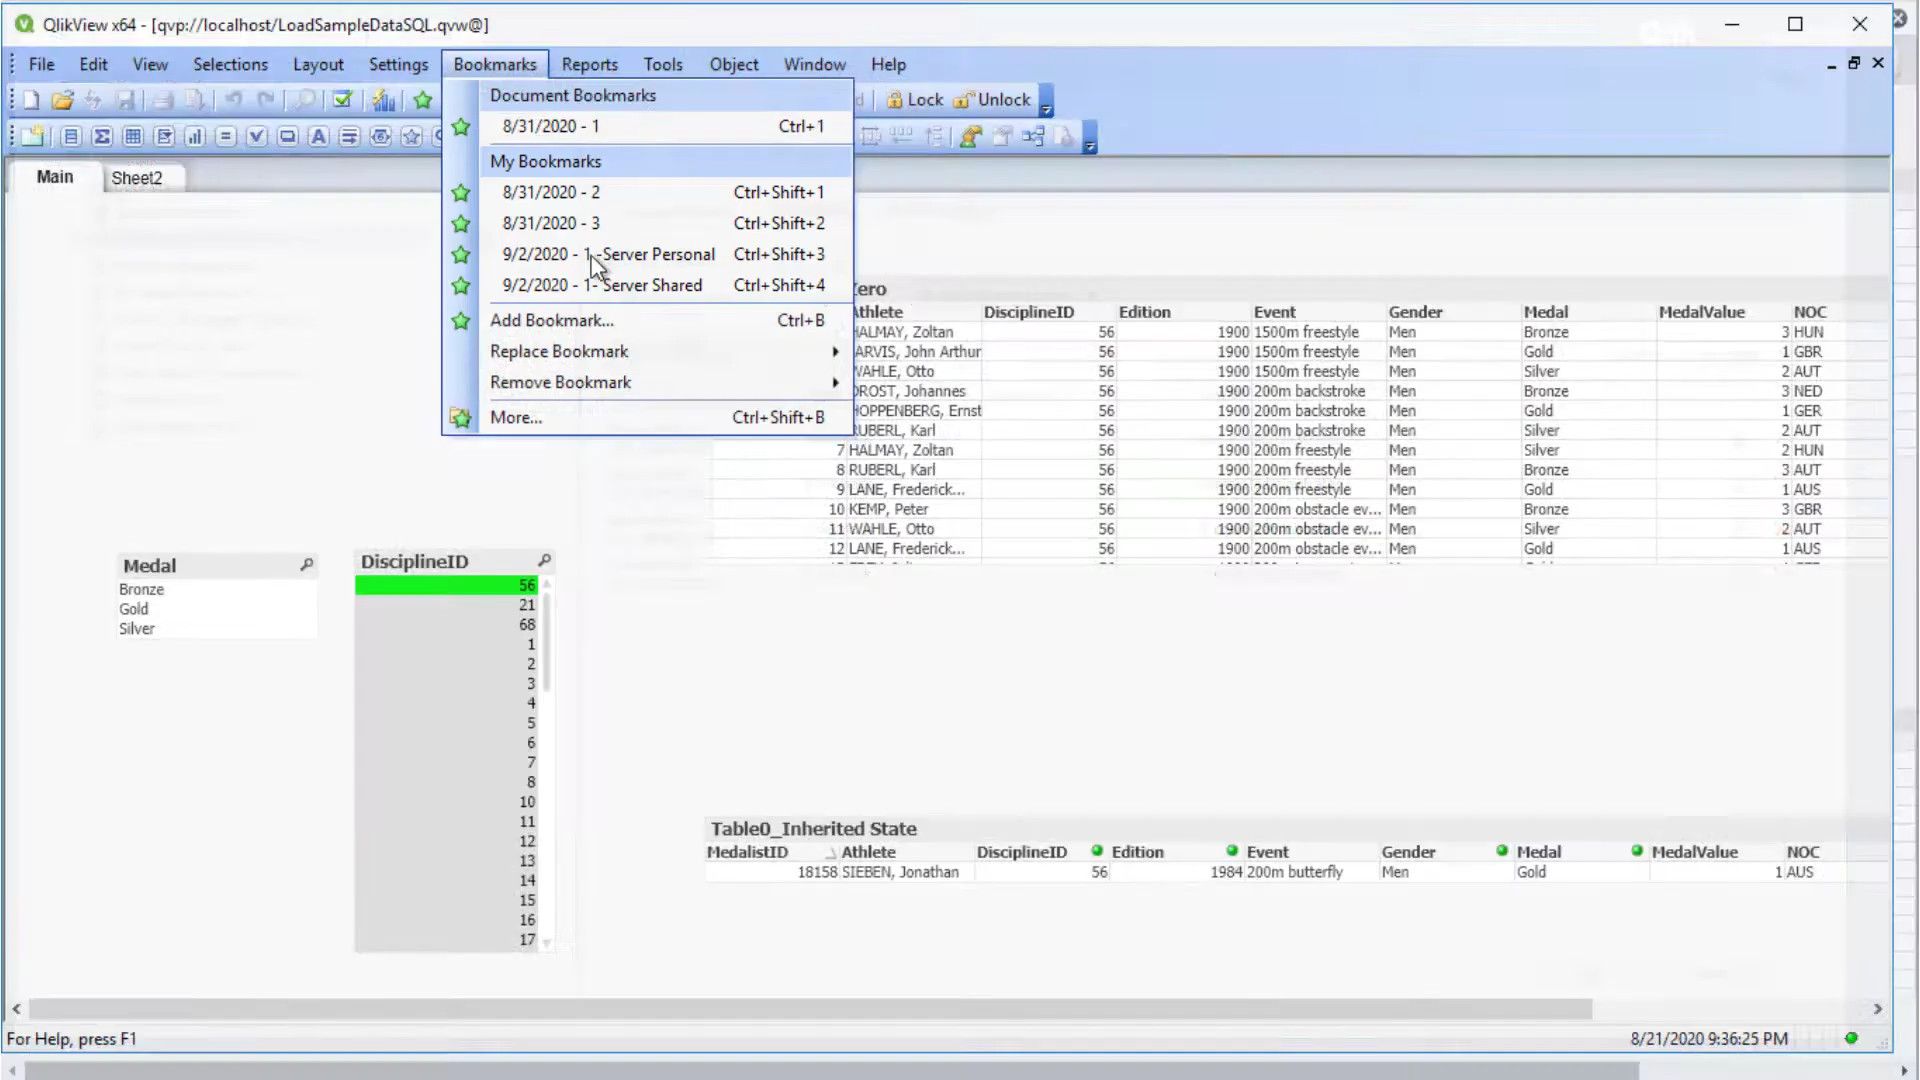 QlikView x64 - [qvp://localhost/LoadSampleDataSQL.qvw@]
File Edit View Selections Layout Settings Bookmarks Reports Tools Object Window Help
Lock Unlock
Document Bookmarks
8/31/2020 - 1 Ctrl+1
My Bookmarks
8/31/2020 - 2 Ctrl+Shift+1
8/31/2020 - 3 Ctrl+Shift+2
9/2/2020 - 1 -Server Personal Ctrl+Shift+3
9/2/2020 - 1- Server Shared Ctrl+Shift+4
Add Bookmark... Ctrl+B
Replace Bookmark
Remove Bookmark
More... Ctrl+Shift+B
Main Sheet2
Athlete DisciplineID Edition Event Gender Medal MedalValue NOC
HALMAY, Zoltan 56 1900 1500m freestyle Men Bronze 3 HUN
JARVIS, John Arthur 56 1900 1500m freestyle Men Gold 1 GBR
WAHLE, Otto 56 1900 1500m freestyle Men Silver 2 AUT
DROST, Johannes 56 1900 200m backstroke Men Bronze 3 NED
HOPPENBERG, Ernst 56 1900 200m backstroke Men Gold 1 GER
RUBERL, Karl 56 1900 200m backstroke Men Silver 2 AUT
7 HALMAY, Zoltan 56 1900 200m freestyle Men Silver 2 HUN
8 RUBERL, Karl 56 1900 200m freestyle Men Bronze 3 AUT
9 LANE, Frederick... 56 1900 200m freestyle Men Gold 1 AUS
10 KEMP, Peter 56 1900 200m obstacle ev... Men Bronze 3 GBR
11 WAHLE, Otto 56 1900 200m obstacle ev... Men Silver 2 AUT
12 LANE, Frederick... 56 1900 200m obstacle ev... Men Gold 1 AUS
Medal
Bronze
Gold
Silver
DisciplineID
56
21
68
1
2
3
4
5
6
7
8
10
11
12
13
14
15
16
17
Table0_Inherited State
MedalistID Athlete DisciplineID Edition Event Gender Medal MedalValue NOC
18158 SIEBEN, Jonathan 56 1984 200m butterfly Men Gold 1 AUS
For Help, press F1
8/21/2020 9:36:25 PM